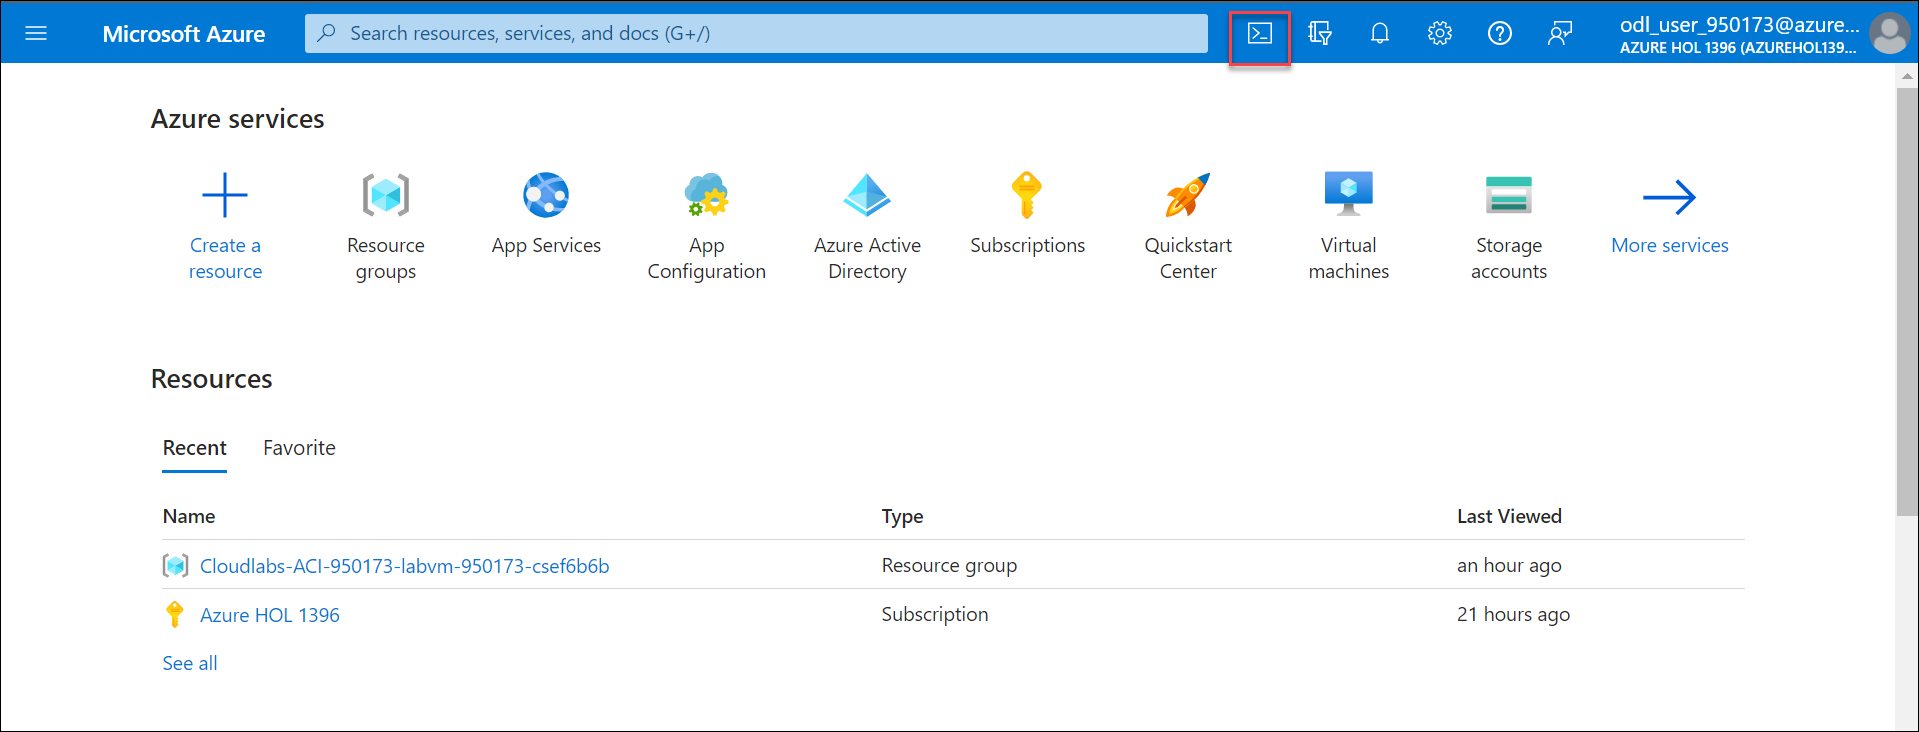 Microsoft Azure
Search resources, services, and docs (G+/)
odl_user_950173@azure...
AZURE HOL 1396 (AZUREHOL139...
Azure services
Create a
resource
Resource
groups
App Services
App
Configuration
Azure Active
Directory
Subscriptions
Quickstart
Center
Virtual
machines
Storage
accounts
More services
Resources
Recent Favorite
Name Type Last Viewed
Cloudlabs-ACI-950173-labvm-950173-csef6b6b Resource group an hour ago
Azure HOL 1396 Subscription 21 hours ago
See all